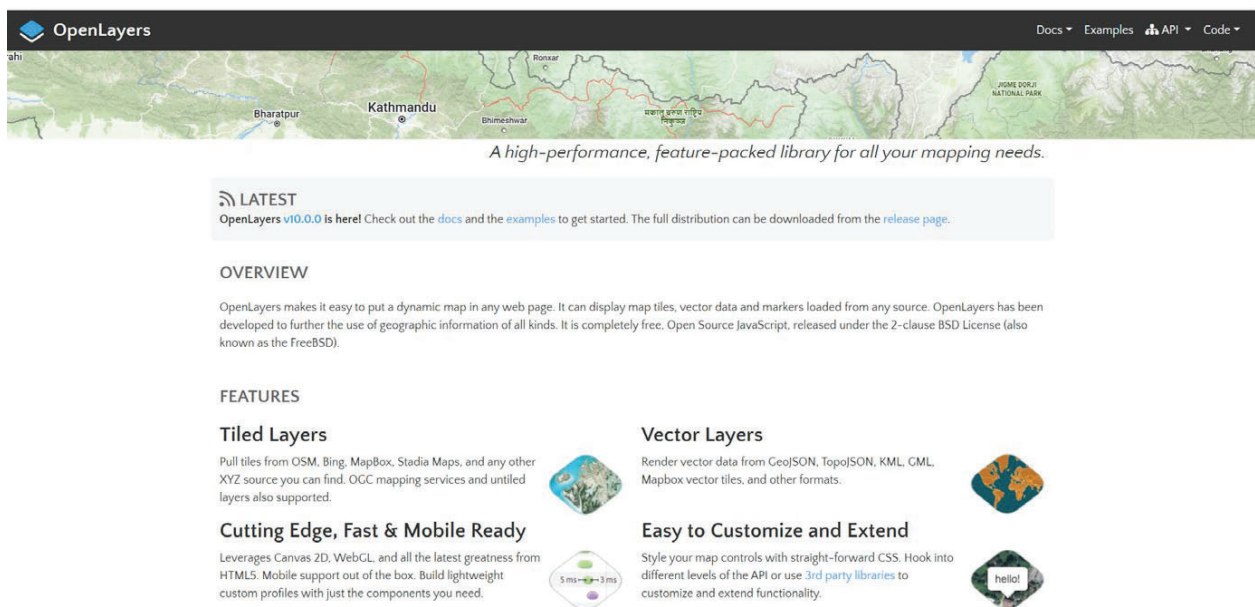 OpenLayers
Docs Examples API Code
ahi
Ronxar
Bharatpur
Kathmandu
Bhimeshwar
मकालु बरुण राष्ट्रिय
निकुञ्ज
JIGME DORJI
NATIONAL PARK
A high-performance, feature-packed library for all your mapping needs.
LATEST
OpenLayers v10.0.0 is here! Check out the docs and the examples to get started. The full distribution can be downloaded from the release page.
OVERVIEW
OpenLayers makes it easy to put a dynamic map in any web page. It can display map tiles, vector data and markers loaded from any source. OpenLayers has been
developed to further the use of geographic information of all kinds. It is completely free, Open Source JavaScript, released under the 2-clause BSD License (also
known as the FreeBSD).
FEATURES
Tiled Layers
Pull tiles from OSM, Bing, MapBox, Stadia Maps, and any other
XYZ source you can find. OGC mapping services and untiled
layers also supported.
Vector Layers
Render vector data from GeoJSON, TopoJSON, KML, GML,
Mapbox vector tiles, and other formats.
Cutting Edge, Fast & Mobile Ready
Leverages Canvas 2D, WebGL, and all the latest greatness from
HTML5. Mobile support out of the box. Build lightweight
custom profiles with just the components you need.
5 ms 3 ms
Easy to Customize and Extend
Style your map controls with straight-forward CSS. Hook into
different levels of the API or use 3rd party libraries to
customize and extend functionality.
hello!